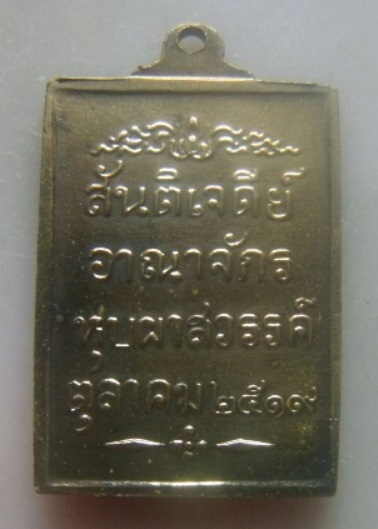 สันติเจดีย์
อาณาจักร
หุบผาสวรรค์
ตุลาคม ๒๕๑๙